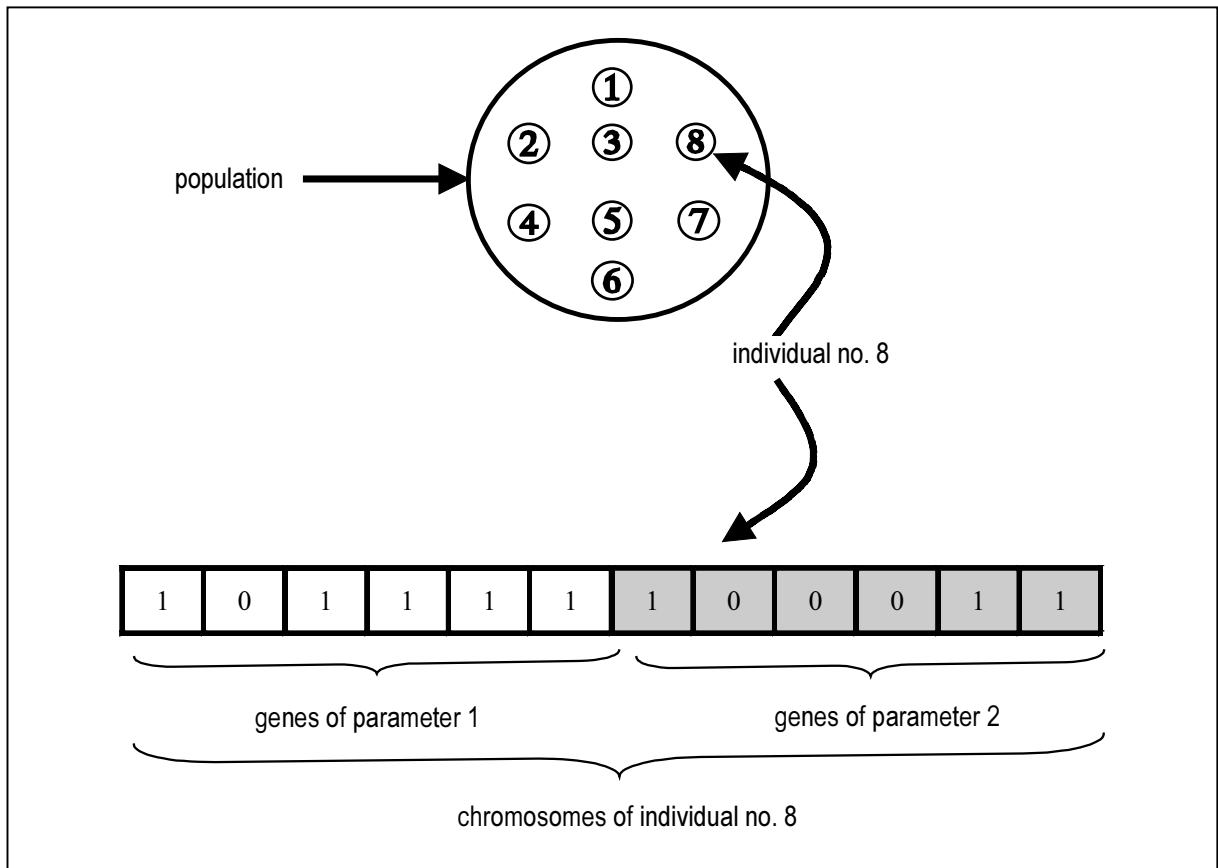 1
2 3 8
population
4 5 7
6
individual no. 8
1 0 1 1 1 1 1 0 0 0 1 1
genes of parameter 1 genes of parameter 2
chromosomes of individual no. 8